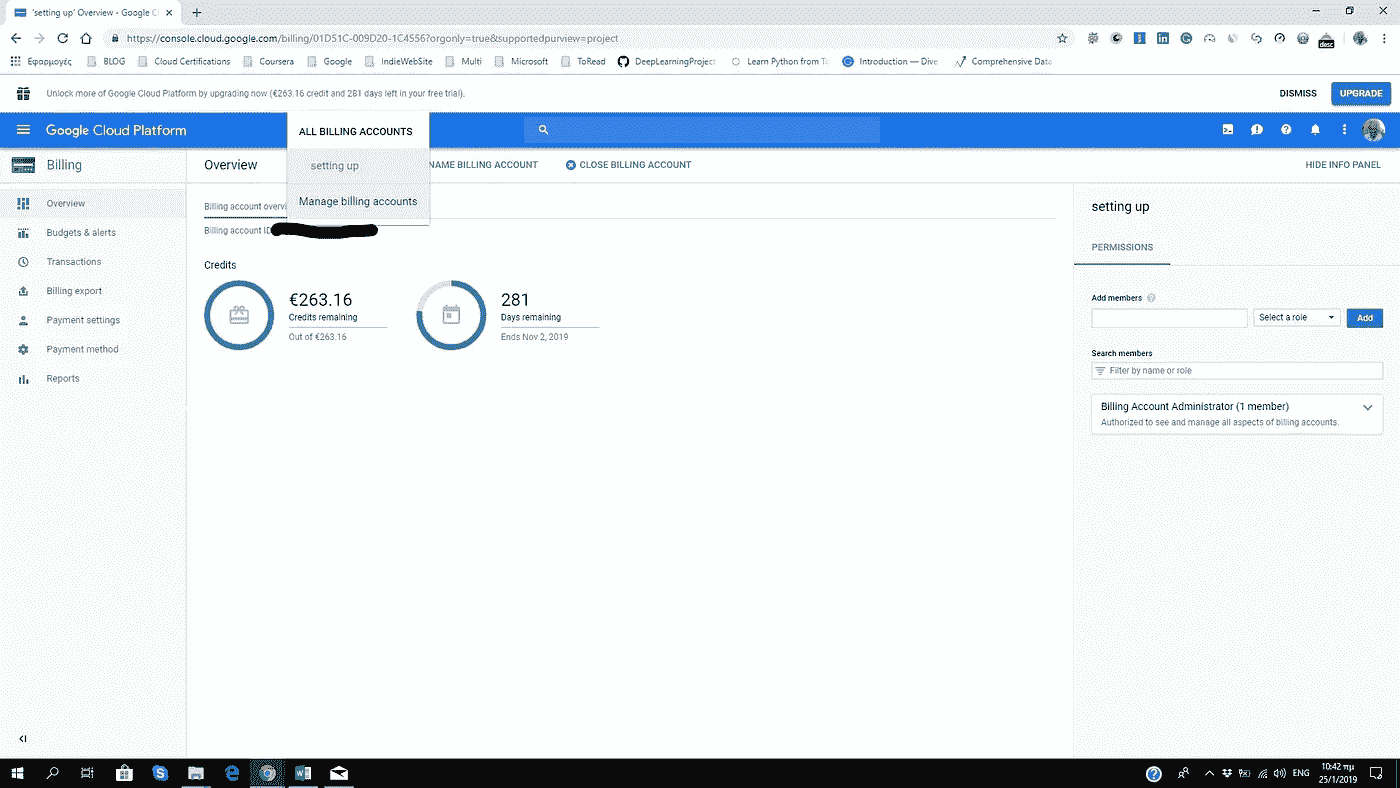 'setting up' Overview - Google Cl
https://console.cloud.google.com/billing/01D51C-009D20-1C4556?orgonly=true&supportedpurview=project
desc
Εφαρμογές BLOG Cloud Certifications Coursera Google IndieWebSite Multi Microsoft ToRead DeepLearningProject Learn Python from To Introduction — Dive Comprehensive Data
Unlock more of Google Cloud Platform by upgrading now (€263.16 credit and 281 days left in your free trial). DISMISS UPGRADE
Google Cloud Platform ALL BILLING ACCOUNTS
Billing Overview setting up NAME BILLING ACCOUNT CLOSE BILLING ACCOUNT HIDE INFO PANEL
Manage billing accounts
Overview
Budgets & alerts
Transactions
Billing export
Payment settings
Payment method
Reports
Billing account overvi
Billing account ID
Credits
€263.16
Credits remaining
Out of €263.16
281
Days remaining
Ends Nov 2, 2019
setting up
PERMISSIONS
Add members
Select a role Add
Search members
Filter by name or role
Billing Account Administrator (1 member)
Authorized to see and manage all aspects of billing accounts.
ENG
10:42 πμ
25/1/2019